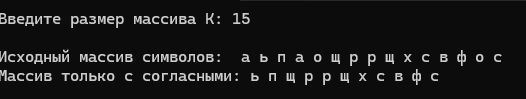 Введите размер массива К: 15
Исходный массив символов:  а ь п а о щ р р щ х с в ф о с
Массив только с согласными: ь п щ р р щ х с в ф с